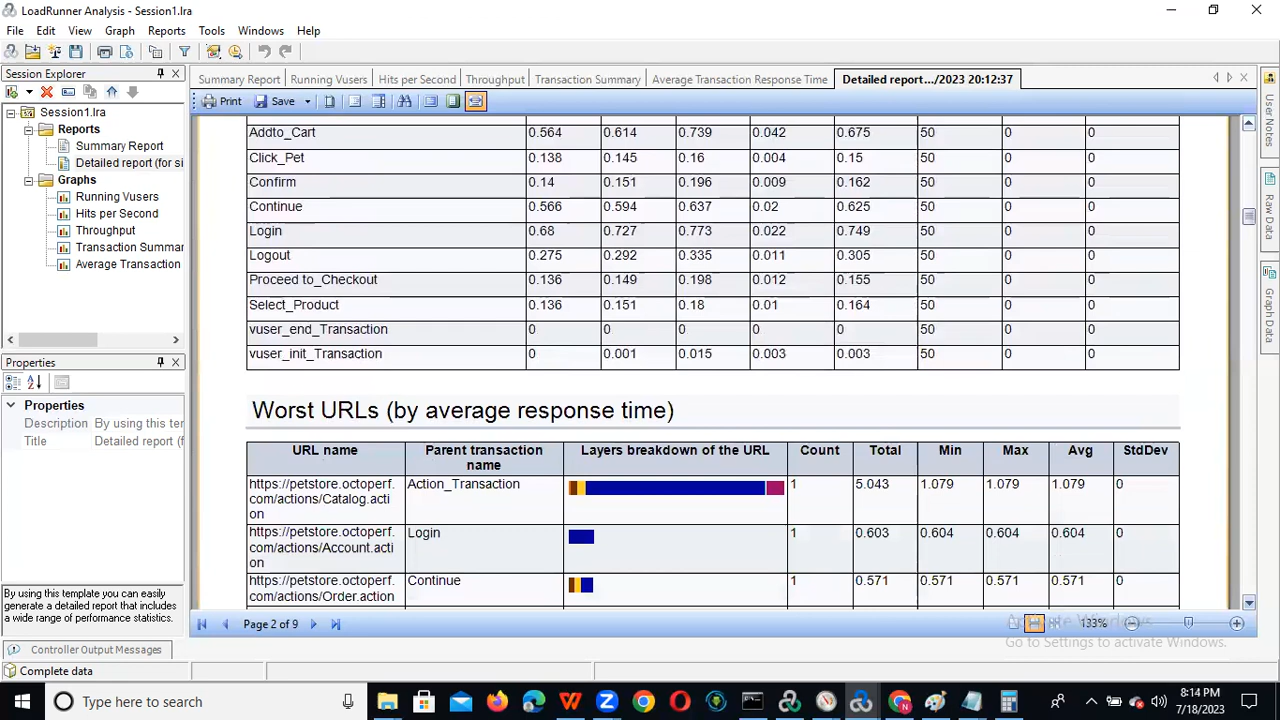 LoadRunner Analysis - Session1.lra
File Edit View Graph Reports Tools Windows Help
Session Explorer
Session1.lra
Reports
Summary Report
Detailed report (for si
Graphs
Running Vusers
Hits per Second
Throughput
Transaction Summar
Average Transaction
Properties
Properties
Description By using this ter
Title Detailed report (f
By using this template you can easily
generate a detailed report that includes
a wide range of performance statistics.
Controller Output Messages
Complete data
Summary Report Running Vusers Hits per Second Throughput Transaction Summary Average Transaction Response Time Detailed report.../2023 20:12:37
Print Save
Addto_Cart 0.564 0.614 0.739 0.042 0.675 50 0 0
Click_Pet 0.138 0.145 0.16 0.004 0.15 50 0 0
Confirm 0.14 0.151 0.196 0.009 0.162 50 0 0
Continue 0.566 0.594 0.637 0.02 0.625 50 0 0
Login 0.68 0.727 0.773 0.022 0.749 50 0 0
Logout 0.275 0.292 0.335 0.011 0.305 50 0 0
Proceed to_Checkout 0.136 0.149 0.198 0.012 0.155 50 0 0
Select_Product 0.136 0.151 0.18 0.01 0.164 50 0 0
vuser_end_Transaction 0 0 0 0 0 50 0 0
vuser_init_Transaction 0 0.001 0.015 0.003 0.003 50 0 0
Worst URLs (by average response time)
URL name Parent transaction name Layers breakdown of the URL Count Total Min Max Avg StdDev
https://petstore.octoperf. Action_Transaction 1 5.043 1.079 1.079 1.079 0
com/actions/Catalog.acti
on
https://petstore.octoperf. Login 1 0.603 0.604 0.604 0.604 0
com/actions/Account.acti
on
https://petstore.octoperf. Continue 1 0.571 0.571 0.571 0.571 0
com/actions/Order.action
Page 2 of 9
133%
Activate Windows
Go to Settings to activate Windows.
User Notes
Raw Data
Graph Data
Type here to search
8:14 PM
7/18/2023